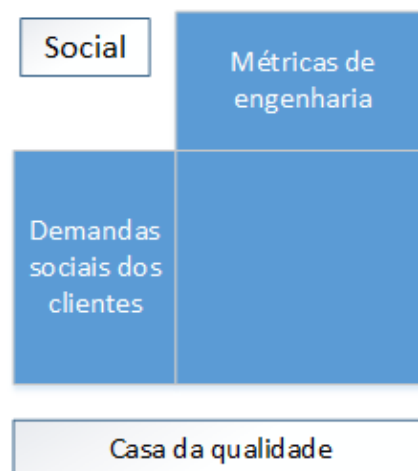 Social
Métricas de
engenharia
Demandas
sociais dos
clientes
Casa da qualidade